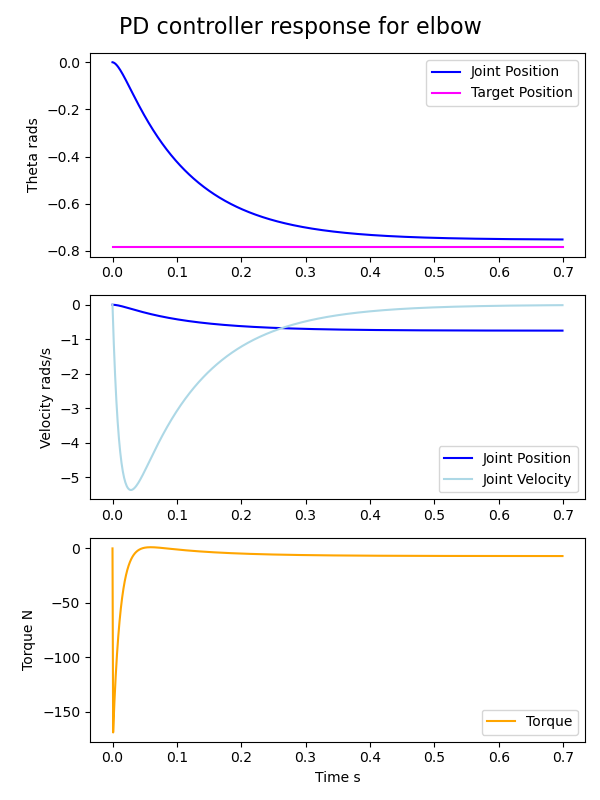 PD controller response for elbow
0.0
−0.2
−0.4
−0.6
−0.8
Theta rads
Joint Position
Target Position
0.0 0.1 0.2 0.3 0.4 0.5 0.6 0.7
0
−1
−2
−3
−4
−5
Velocity rads/s
Joint Position
Joint Velocity
0.0 0.1 0.2 0.3 0.4 0.5 0.6 0.7
0
−50
−100
−150
Torque N
Torque
0.0 0.1 0.2 0.3 0.4 0.5 0.6 0.7
Time s